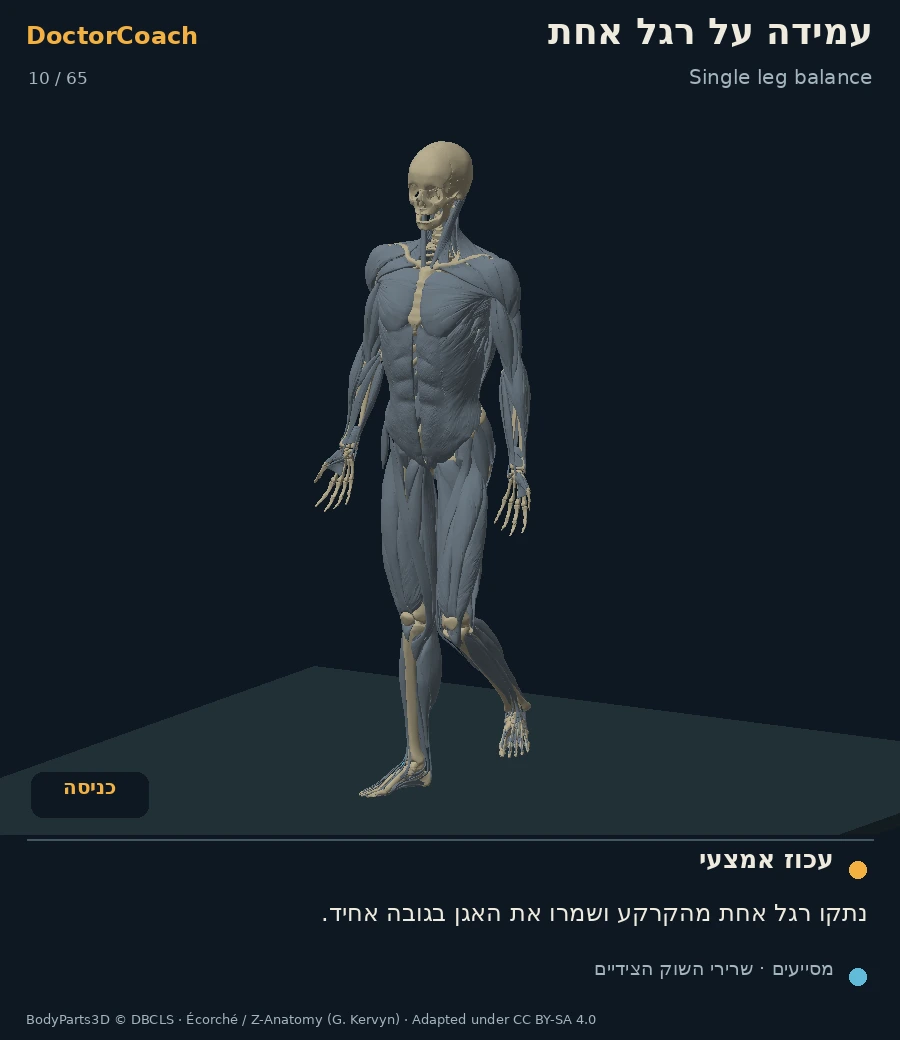 DoctorCoach
עמידה על רגל אחת
10 / 65
Single leg balance
כניסה
עכוז אמצעי
נתקו רגל אחת מהקרקע ושמרו את האגן בגובה אחיד.
מסייעים · שרירי השוק הצידיים
BodyParts3D © DBCLS · Écorché / Z-Anatomy (G. Kervyn) · Adapted under CC BY-SA 4.0